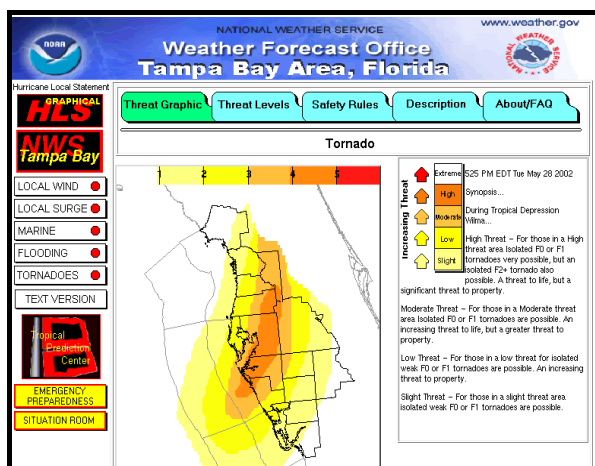 NATIONAL WEATHER SERVICE
www.weather.gov
Weather Forecast Office
Tampa Bay Area, Florida
NOAA
Hurricane Local Statement
GRAPHICAL
HLS
NWS
Tampa Bay
LOCAL WIND
LOCAL SURGE
MARINE
FLOODING
TORNADOES
TEXT VERSION
Tropical
Prediction
Center
EMERGENCY
PREPAREDNESS
SITUATION ROOM
Threat Graphic
Threat Levels
Safety Rules
Description
About/FAQ
Tornado
1 2 3 4 5
Increasing Threat
Extreme
High
Moderate
Low
Slight
525 PM EDT Tue May 28 2002
Synopsis...
During Tropical Depression
Wilma...
High Threat – For those in a High
threat area Isolated F0 or F1
tornadoes very possible, but an
isolated F2+ tornado also
possible. A threat to life, but a
significant threat to property.
Moderate Threat – For those in a Moderate threat
area Isolated F0 or F1 tornadoes are possible. An
increasing threat to life, but a greater threat to
property.
Low Threat – For those in a low threat for isolated
weak F0 or F1 tornadoes are possible. An increasing
threat to property.
Slight Threat – For those in a slight threat area
isolated weak F0 or F1 tornadoes are possible.